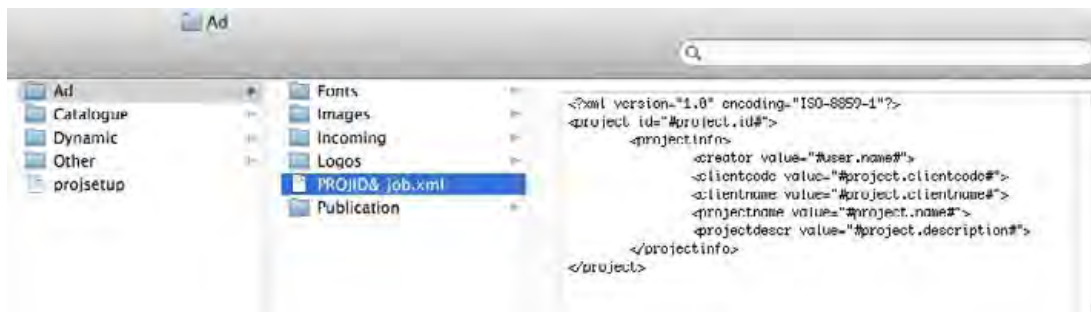 Ad
Ad
Catalogue
Dynamic
Other
projsetup
Fonts
Images
Incoming
Logos
PROJID& job.xml
Publication
<?xml version="1.0" encoding="ISO-8859-1"?>
<project id="#project.id#">
<projectinfo>
<creator value="#user.name#">
<clientcode value="#project.clientcode#">
<clientname value="#project.clientname#">
<projectname value="#project.name#">
<projectdescr value="#project.description#">
</projectinfo>
</project>